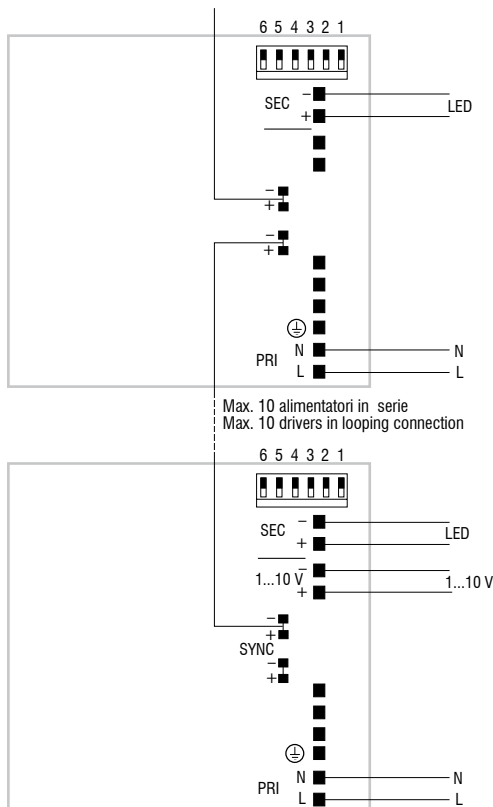 6 5 4 3 2 1
−
SEC
LED
+
−
+
−
+
N
N
PRI
L
L
Max. 10 alimentatori in serie
Max. 10 drivers in looping connection
6 5 4 3 2 1
−
SEC
LED
+
−
1...10 V
1...10 V
+
−
+
SYNC
−
+
N
N
PRI
L
L